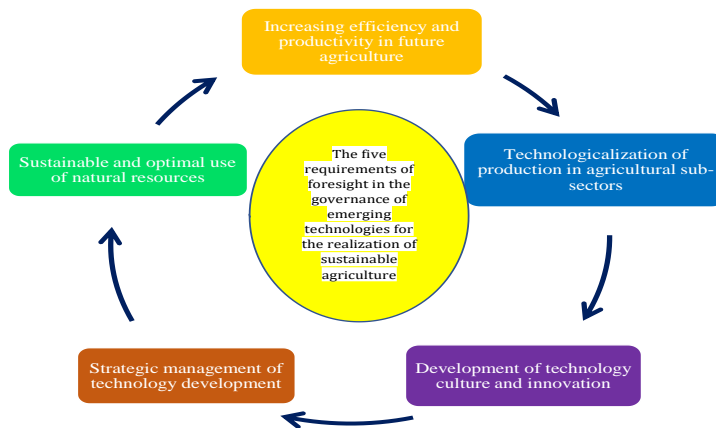 Increasing efficiency and
productivity in future
agriculture
Technologicalization of
production in agricultural sub-
sectors
Development of technology
culture and innovation
Strategic management of
technology development
Sustainable and optimal use
of natural resources
The five
requirements of
foresight in the
governance of
emerging
technologies for
the realization of
sustainable
agriculture